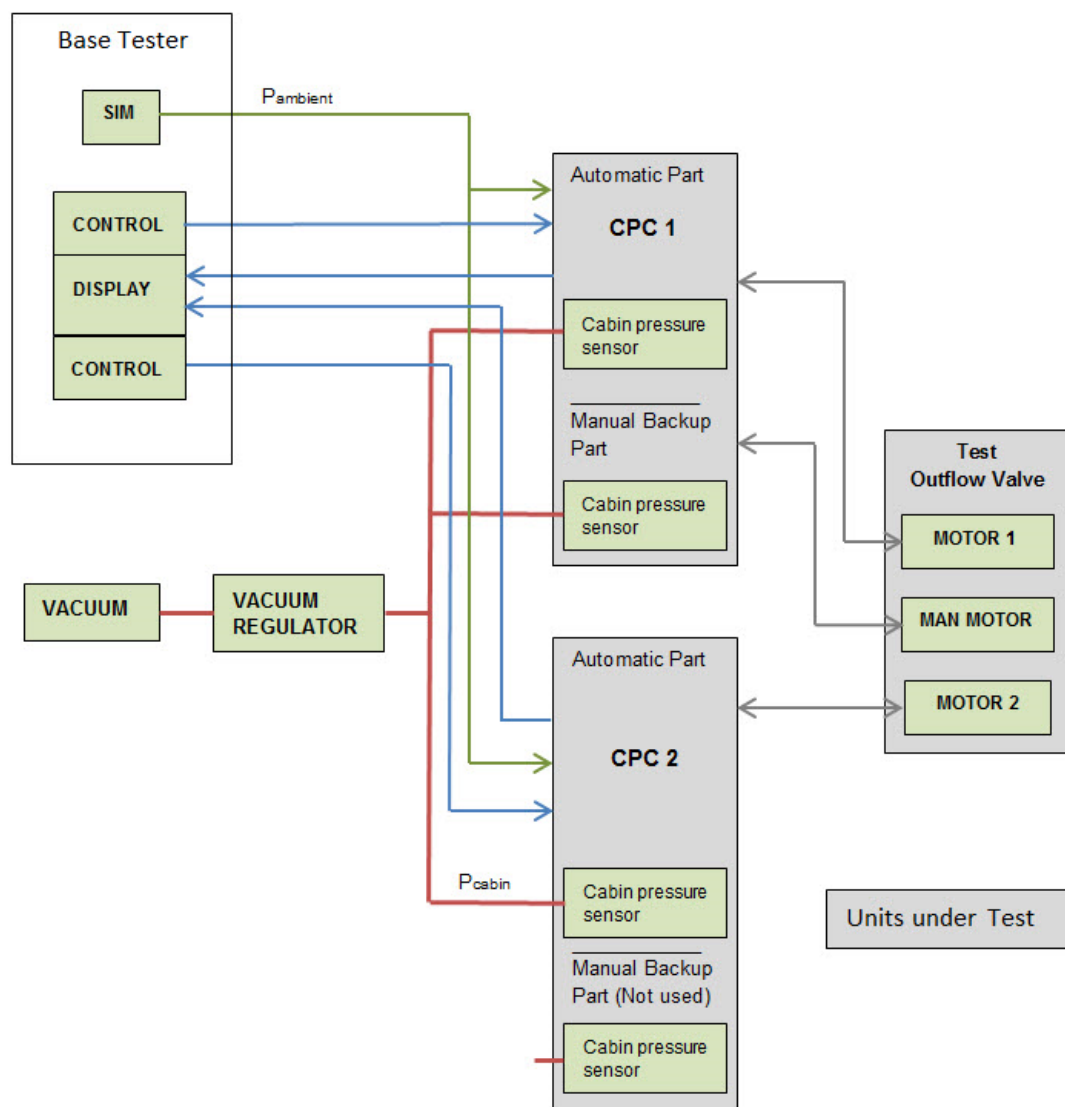 Base Tester
SIM
Pambient
CONTROL
DISPLAY
CONTROL
Automatic Part
CPC 1
Cabin pressure
sensor
Manual Backup
Part
Cabin pressure
sensor
Test
Outflow Valve
MOTOR 1
MAN MOTOR
MOTOR 2
VACUUM
VACUUM
REGULATOR
Automatic Part
CPC 2
Pcabin
Cabin pressure
sensor
Manual Backup
Part (Not used)
Cabin pressure
sensor
Units under Test